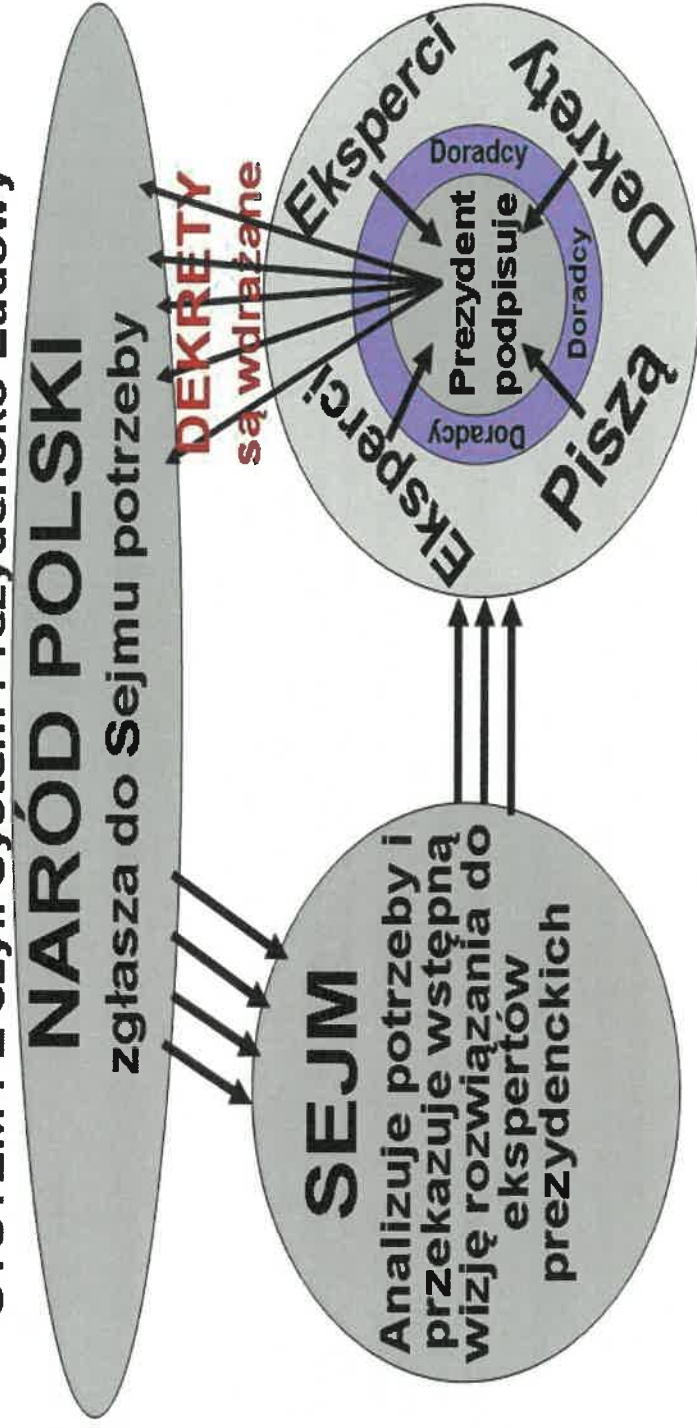 NARÓD POLSKI
zgłasza do Sejmu potrzeby
DEKRETY
są wdrażane
SEJM
Analizuje potrzeby i
przekazuje wstępną
wizję rozwiązania do
ekspertów
prezydenckich
Eksperci
Eksperci
Piszą
Dekrety
Doradcy
Doradcy
Doradcy
Prezydent
podpisuje